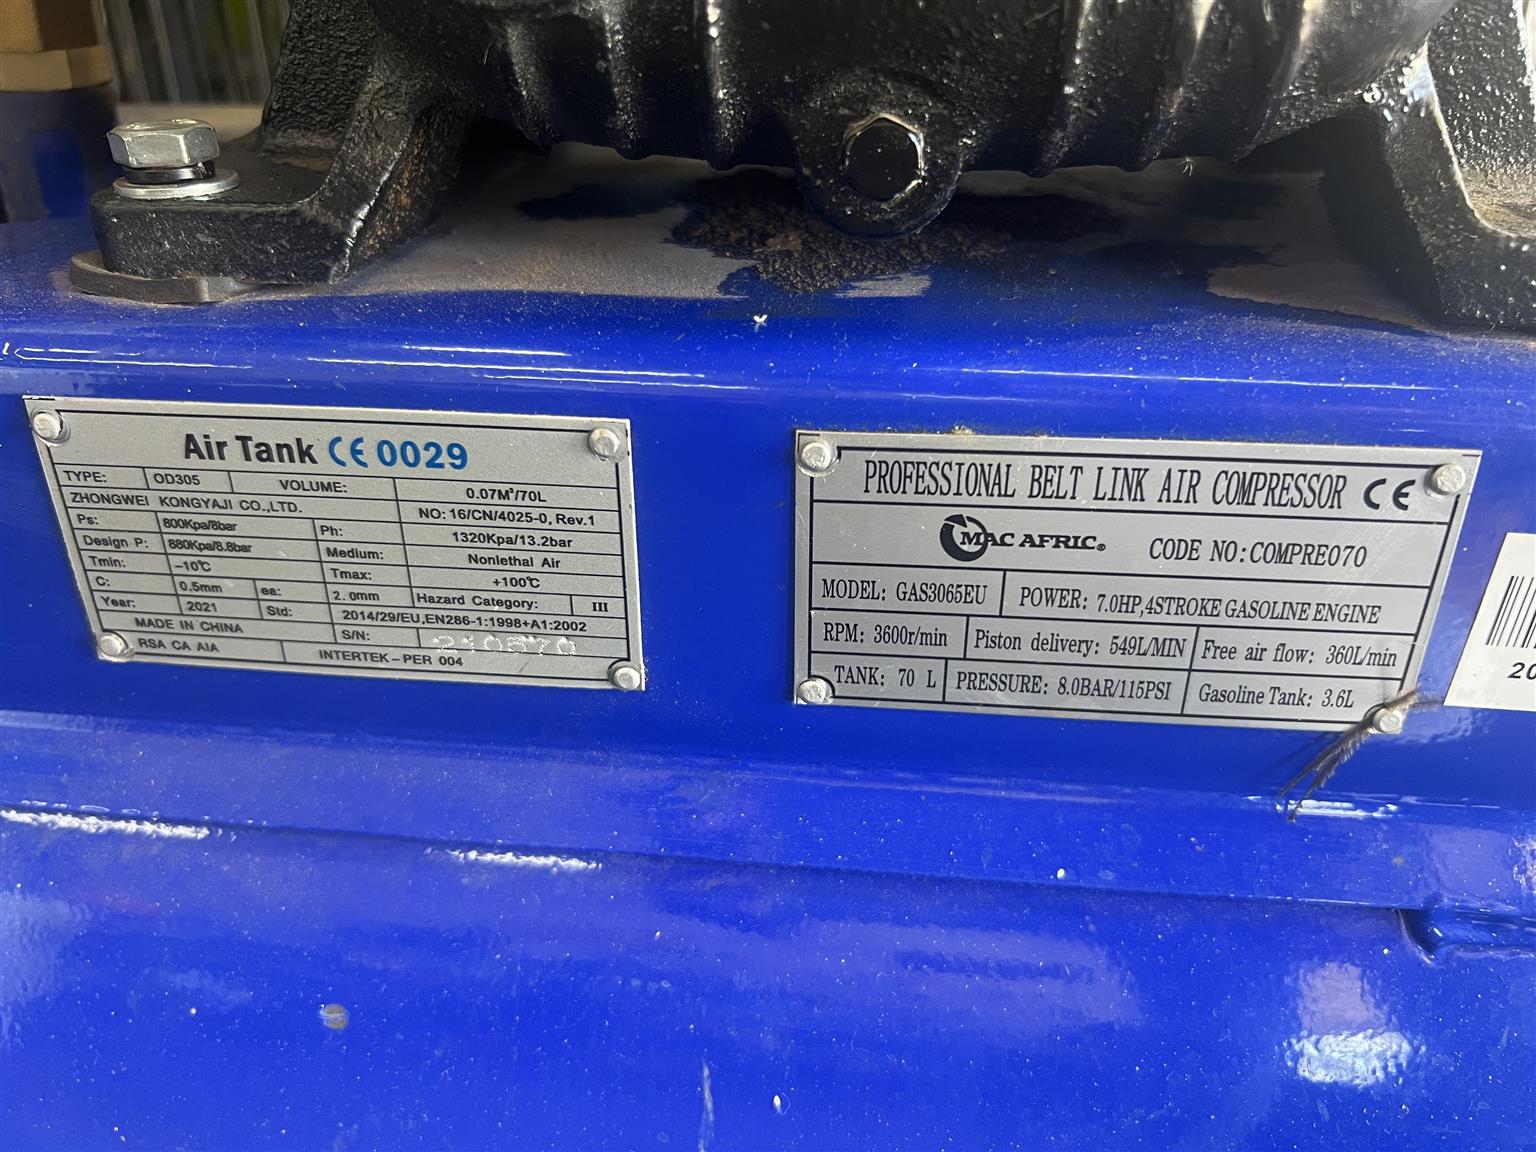 Air Tank CE 0029
TYPE: OD305 VOLUME: 0.07M³/70L
ZHONGWEI KONGYAJI CO.,LTD. NO: 16/CN/4025-0, Rev.1
Ps: 800Kpa/8bar Ph: 1320Kpa/13.2bar
Design P: 880Kpa/8.8bar Medium: Nonlethal Air
Tmin: -10℃ Tmax: +100℃
C: 0.5mm ea: 2.0mm Hazard Category: III
Year: 2021 Std: 2014/29/EU,EN286-1:1998+A1:2002
MADE IN CHINA S/N:
RSA CA AIA INTERTEK-PER 004
PROFESSIONAL BELT LINK AIR COMPRESSOR CE
MAC AFRIC® CODE NO:COMPRE070
MODEL: GAS3065EU POWER: 7.0HP,4STROKE GASOLINE ENGINE
RPM: 3600r/min Piston delivery: 549L/MIN Free air flow: 360L/min
TANK: 70 L PRESSURE: 8.0BAR/115PSI Gasoline Tank: 3.6L
20